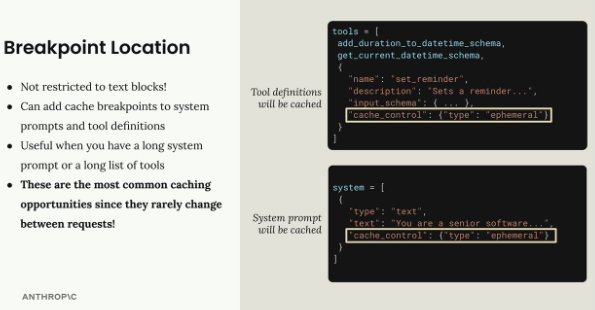 Breakpoint Location
● Not restricted to text blocks!
● Can add cache breakpoints to system
prompts and tool definitions
● Useful when you have a long system
prompt or a long list of tools
● These are the most common caching
opportunities since they rarely change
between requests!
ANTHROP\C
Tool definitions
will be cached
tools = [
add_duration_to_datetime_schema,
get_current_datetime_schema,
{
"name": "set_reminder",
"description": "Sets a reminder...",
"input_schema": { ... },
"cache_control": {"type": "ephemeral"}
}
]
System prompt
will be cached
system = [
{
"type": "text",
"text": "You are a senior software...",
"cache_control": {"type": "ephemeral"}
}
]